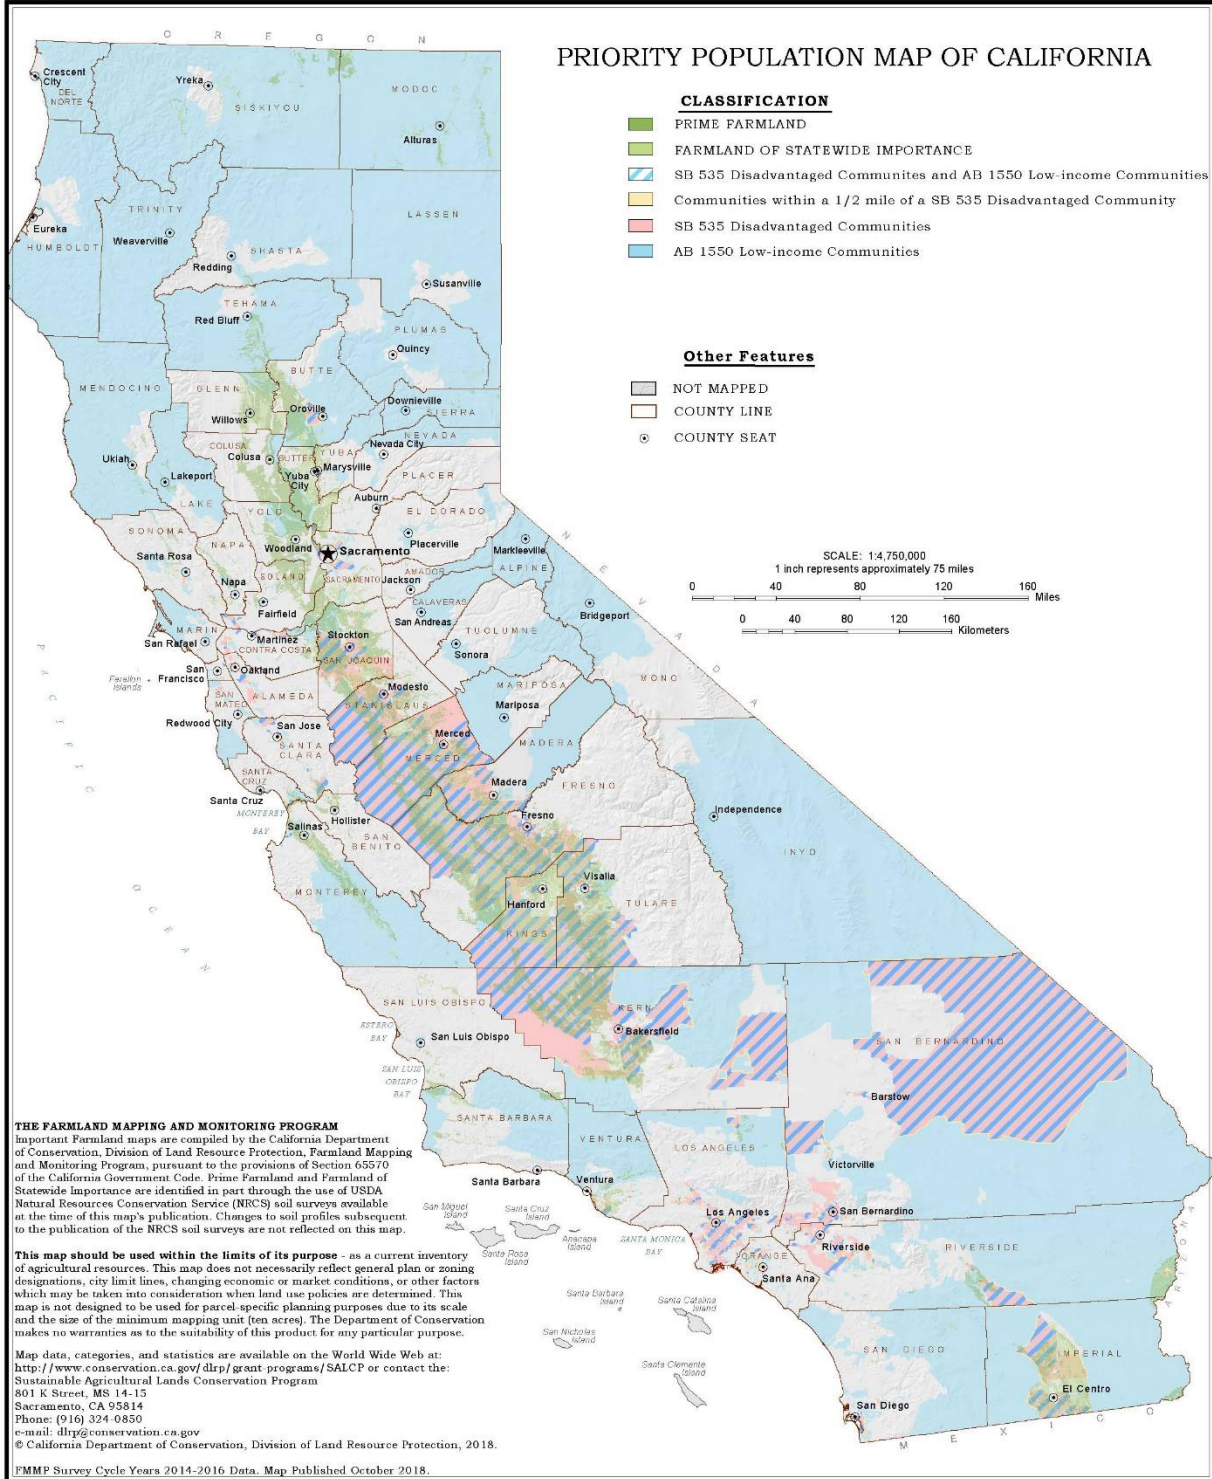 OREGON
PRIORITY POPULATION MAP OF CALIFORNIA
CLASSIFICATION
PRIME FARMLAND
FARMLAND OF STATEWIDE IMPORTANCE
SB 535 Disadvantaged Communites and AB 1550 Low-income Communities
Communities within a 1/2 mile of a SB 535 Disadvantaged Community
SB 535 Disadvantaged Communities
AB 1550 Low-income Communities
Other Features
NOT MAPPED
COUNTY LINE
COUNTY SEAT
SCALE: 1:4,750,000
1 inch represents approximately 75 miles
0 40 80 120 160
Miles
0 40 80 120 160
Kilometers
Crescent
City
DEL
NORTE
Yreka
SISKIYOU
MODOC
Alturas
Eureka
HUMBOLDT
TRINITY
Weaverville
SHASTA
Redding
LASSEN
Susanville
TEHAMA
Red Bluff
PLUMAS
Quincy
MENDOCINO
GLENN
Willows
BUTTE
Oroville
Downieville
SIERRA
NEVADA
Nevada City
COLUSA
Colusa
SUTTER
YUBA
Marysville
Yuba
City
PLACER
Ukiah
Lakeport
LAKE
Auburn
EL DORADO
Placerville
YOLO
Woodland
Sacramento
SACRAMENTO
SONOMA
Santa Rosa
NAPA
Napa
SOLANO
Fairfield
AMADOR
Jackson
Markleeville
ALPINE
CALAVERAS
San Andreas
Bridgeport
NEVADA
MARIN
San Rafael
Martinez
CONTRA COSTA
Stockton
SAN JOAQUIN
TUOLUMNE
Sonora
MONO
San
Francisco
Oakland
Farallon
Islands
SAN
MATEO
ALAMEDA
Modesto
STANISLAUS
MARIPOSA
Mariposa
Redwood City
San Jose
SANTA
CLARA
Merced
MERCED
MADERA
Madera
SANTA
CRUZ
Santa Cruz
FRESNO
Fresno
Independence
INYO
MONTEREY
BAY
Hollister
Salinas
SAN
BENITO
PACIFIC OCEAN
MONTEREY
Visalia
Hanford
TULARE
KINGS
SAN LUIS OBISPO
KERN
ESTERO
BAY
San Luis Obispo
Bakersfield
SAN BERNARDINO
SAN LUIS
OBISPO
BAY
Barstow
SANTA BARBARA
VENTURA
LOS ANGELES
Victorville
Santa Barbara
Ventura
San Miguel
Island
Santa Cruz
Island
Anacapa
Island
Santa Rosa
Island
SANTA MONICA
BAY
Los Angeles
San Bernardino
Riverside
RIVERSIDE
ARIZONA
ORANGE
Santa Ana
Santa Barbara
Island
Santa Catalina
Island
San Nicholas
Island
Santa Clemente
Island
SAN DIEGO
San Diego
IMPERIAL
El Centro
MEXICO
THE FARMLAND MAPPING AND MONITORING PROGRAM
Important Farmland maps are compiled by the California Department
of Conservation, Division of Land Resource Protection, Farmland Mapping
and Monitoring Program, pursuant to the provisions of Section 65570
of the California Government Code. Prime Farmland and Farmland of
Statewide Importance are identified in part through the use of USDA
Natural Resources Conservation Service (NRCS) soil surveys available
at the time of this map's publication. Changes to soil profiles subsequent
to the publication of the NRCS soil surveys are not reflected on this map.
This map should be used within the limits of its purpose - as a current inventory
of agricultural resources. This map does not necessarily reflect general plan or zoning
designations, city limit lines, changing economic or market conditions, or other factors
which may be taken into consideration when land use policies are determined. This
map is not designed to be used for parcel-specific planning purposes due to its scale
and the size of the minimum mapping unit (ten acres). The Department of Conservation
makes no warranties as to the suitability of this product for any particular purpose.
Map data, categories, and statistics are available on the World Wide Web at:
http://www.conservation.ca.gov/dlrp/grant-programs/SALCP or contact the:
Sustainable Agricultural Lands Conservation Program
801 K Street, MS 14-15
Sacramento, CA 95814
Phone: (916) 324-0850
e-mail: dlrp@conservation.ca.gov
© California Department of Conservation, Division of Land Resource Protection, 2018.
FMMP Survey Cycle Years 2014-2016 Data. Map Published October 2018.